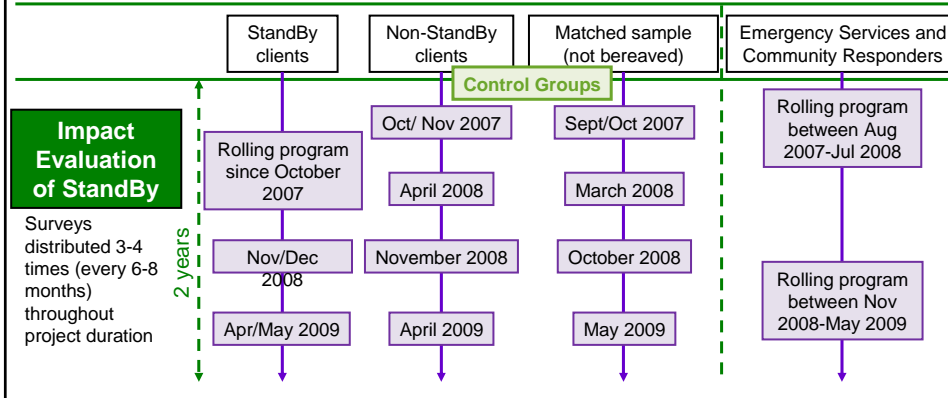 StandBy
clients
Non-StandBy
clients
Matched sample
(not bereaved)
Emergency Services and
Community Responders
Control Groups
Impact
Evaluation
of StandBy
Surveys
distributed 3-4
times (every 6-8
months)
throughout
project duration
2 years
Rolling program
since October
2007
Nov/Dec
2008
Apr/May 2009
Oct/ Nov 2007
April 2008
November 2008
April 2009
Sept/Oct 2007
March 2008
October 2008
May 2009
Rolling program
between Aug
2007-Jul 2008
Rolling program
between Nov
2008-May 2009